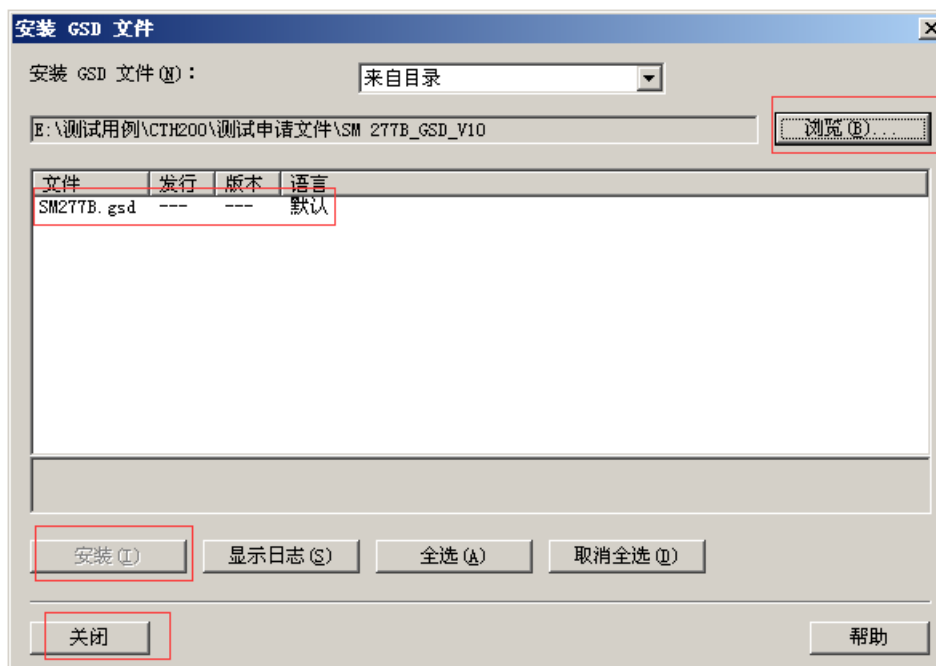 安装 GSD 文件
安装 GSD 文件(N)：
来自目录
E:\测试用例\CTH200\测试申请文件\SM 277B_GSD_V10
浏览(B)...
文件 发行 版本 语言
SM277B.gsd --- --- 默认
安装(I) 显示日志(S) 全选(A) 取消全选(D)
关闭 帮助